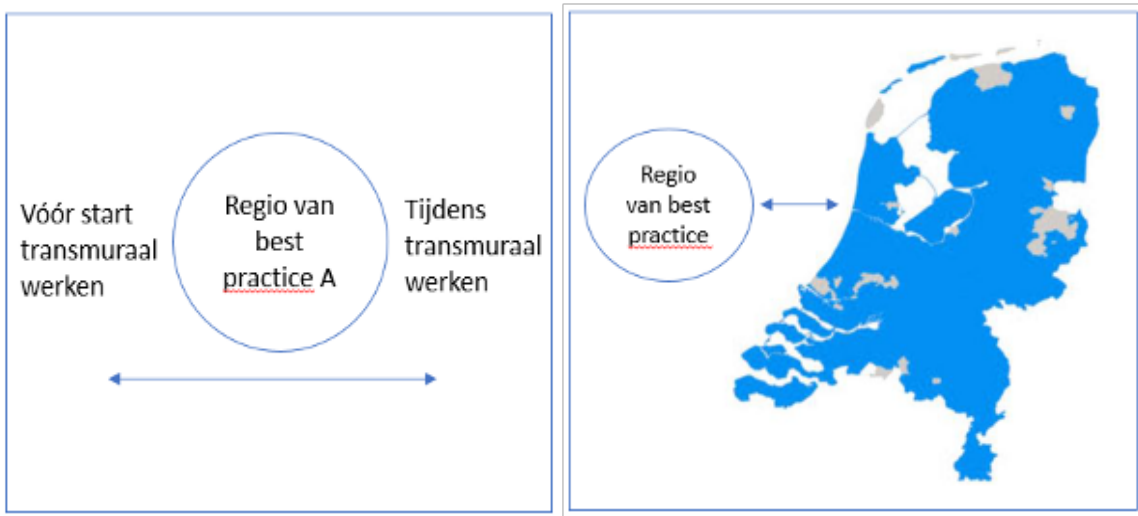 Vóór start
transmuraal
werken
Regio van
best
practice A
Tijdens
transmuraal
werken
Regio
van best
practice